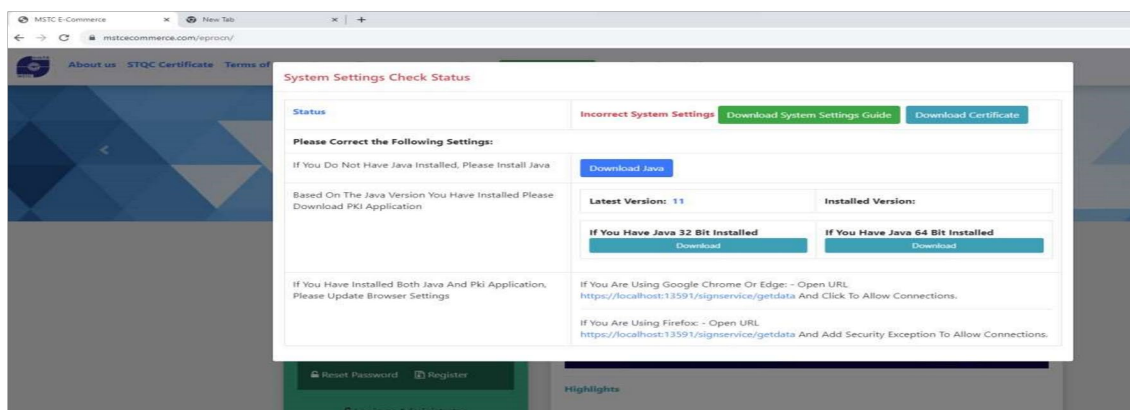 MSTC E-Commerce
New Tab
mstcecommerce.com/eprocn/
About us STQC Certificate Terms of
System Settings Check Status
Status
Incorrect System Settings Download System Settings Guide Download Certificate
Please Correct the Following Settings:
If You Do Not Have Java Installed, Please Install Java
Download Java
Based On The Java Version You Have Installed Please
Download PKI Application
Latest Version: 11 Installed Version:
If You Have Java 32 Bit Installed If You Have Java 64 Bit Installed
Download Download
If You Have Installed Both Java And Pki Application,
Please Update Browser Settings
If You Are Using Google Chrome Or Edge: - Open URL
https://localhost:13591/signservice/getdata And Click To Allow Connections.
If You Are Using Firefox: - Open URL
https://localhost:13591/signservice/getdata And Add Security Exception To Allow Connections.
Reset Password Register
Highlights